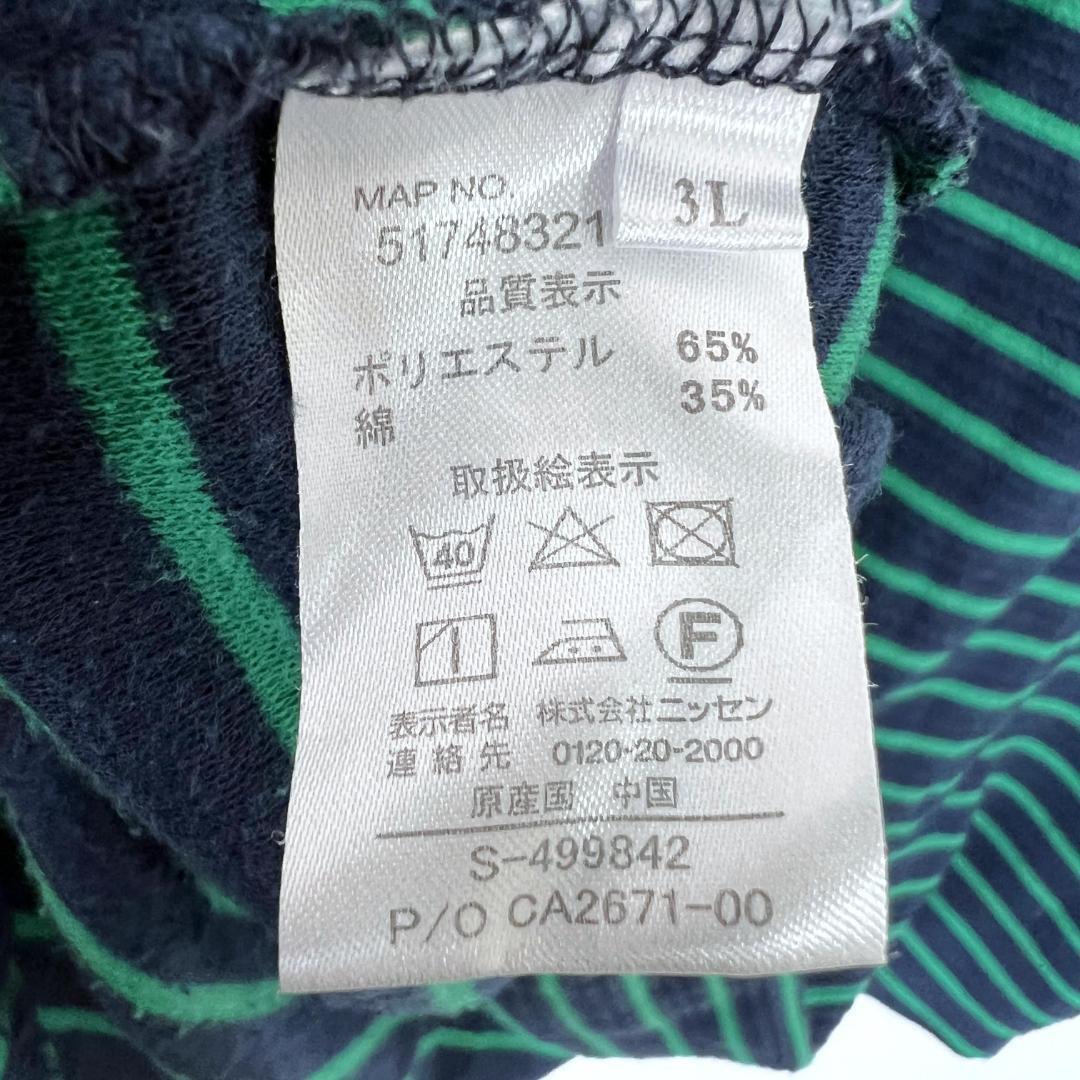 MAP NO.
51748321
3L
品質表示
ポリエステル 65%
綿 35%
取扱絵表示
40
F
表示者名 株式会社ニッセン
連絡先 0120-20-2000
原産国 中国
S-499842
P/O CA2671-00